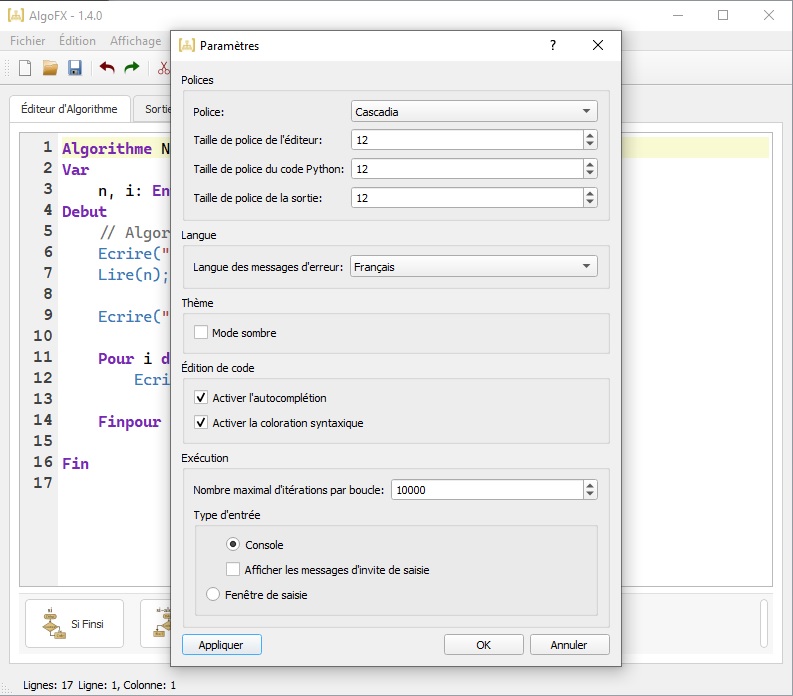 AlgoFX - 1.4.0
Fichier Édition Affichage
Paramètres ?
Éditeur d'Algorithme Sortie
1 Algorithme N
2 Var
3 n, i: En
4 Debut
5 // Algor
6 Ecrire("
7 Lire(n);
8
9 Ecrire("
10
11 Pour i d
12 Ecri
13
14 Finpour
15
16 Fin
17
Polices
Police: Cascadia
Taille de police de l'éditeur: 12
Taille de police du code Python: 12
Taille de police de la sortie: 12
Langue
Langue des messages d'erreur: Français
Thème
Mode sombre
Édition de code
Activer l'autocomplétion
Activer la coloration syntaxique
Exécution
Nombre maximal d'itérations par boucle: 10000
Type d'entrée
Console
Afficher les messages d'invite de saisie
Fenêtre de saisie
Appliquer OK Annuler
si
Si Finsi
Lignes: 17 Ligne: 1, Colonne: 1